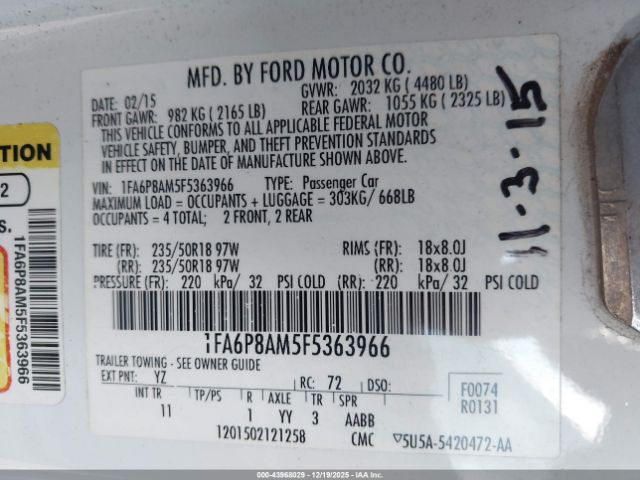 MFD. BY FORD MOTOR CO.
DATE: 02/15
GVWR: 2032 KG ( 4480 LB)
FRONT GAWR: 982 KG ( 2165 LB)
REAR GAWR: 1055 KG ( 2325 LB)
THIS VEHICLE CONFORMS TO ALL APPLICABLE FEDERAL MOTOR
VEHICLE SAFETY, BUMPER, AND THEFT PREVENTION STANDARDS
IN EFFECT ON THE DATE OF MANUFACTURE SHOWN ABOVE.
VIN: 1FA6P8AM5F5363966 TYPE: Passenger Car
MAXIMUM LOAD = OCCUPANTS + LUGGAGE = 303KG/ 668LB
OCCUPANTS = 4 TOTAL; 2 FRONT, 2 REAR
TIRE (FR): 235/50R18 97W RIMS (FR): 18x8.0J
(RR): 235/50R18 97W (RR): 18x8.0J
PRESSURE (FR): 220 kPa/ 32 PSI COLD (RR): 220 kPa/ 32 PSI COLD
1FA6P8AM5F5363966
TRAILER TOWING - SEE OWNER GUIDE
EXT PNT: YZ RC: 72 DSO:
INT TR TP/PS R AXLE TR SPR
11 1 YY 3 AABB
F0074
R0131
1201502121258 CMC ▽5U5A-5420472-AA
11-3-15
TION
2
S.
1FA6P8AM5F5363966
© 000-43968029 - 12/19/2025 - IAAI.COM